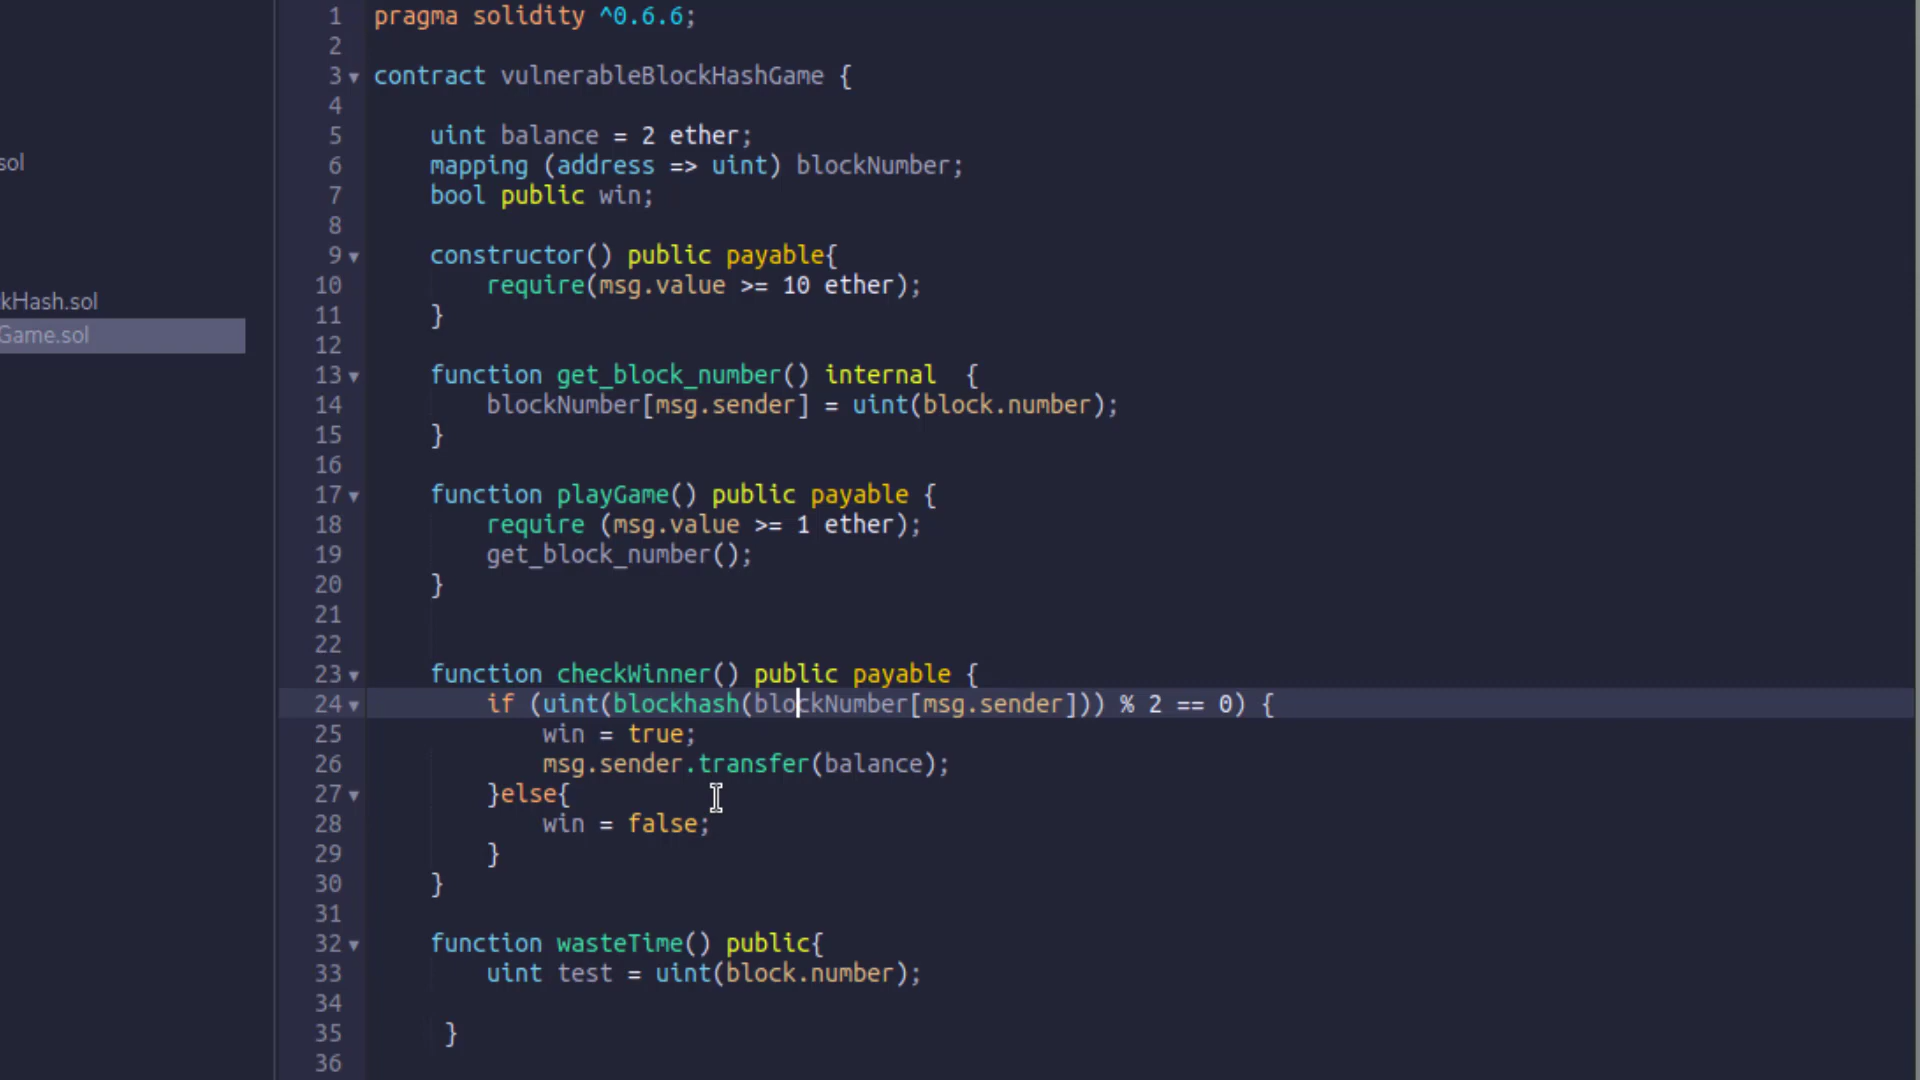 sol
kHash.sol
Game.sol
1 pragma solidity ^0.6.6;
2
3 contract vulnerableBlockHashGame {
4
5     uint balance = 2 ether;
6     mapping (address => uint) blockNumber;
7     bool public win;
8
9     constructor() public payable{
10         require(msg.value >= 10 ether);
11     }
12
13     function get_block_number() internal  {
14         blockNumber[msg.sender] = uint(block.number);
15     }
16
17     function playGame() public payable {
18         require (msg.value >= 1 ether);
19         get_block_number();
20     }
21
22
23     function checkWinner() public payable {
24         if (uint(blockhash(blockNumber[msg.sender])) % 2 == 0) {
25             win = true;
26             msg.sender.transfer(balance);
27         }else{
28             win = false;
29         }
30     }
31
32     function wasteTime() public{
33         uint test = uint(block.number);
34
35      }
36